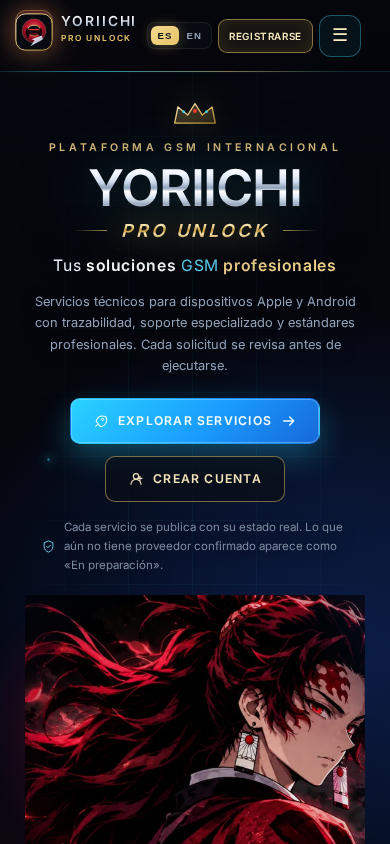 YORIICHI
PRO UNLOCK
ES EN
REGISTRARSE
PLATAFORMA GSM INTERNACIONAL
YORIICHI
PRO UNLOCK
Tus soluciones GSM profesionales
Servicios técnicos para dispositivos Apple y Android
con trazabilidad, soporte especializado y estándares
profesionales. Cada solicitud se revisa antes de
ejecutarse.
EXPLORAR SERVICIOS →
CREAR CUENTA
Cada servicio se publica con su estado real. Lo que
aún no tiene proveedor confirmado aparece como
«En preparación».